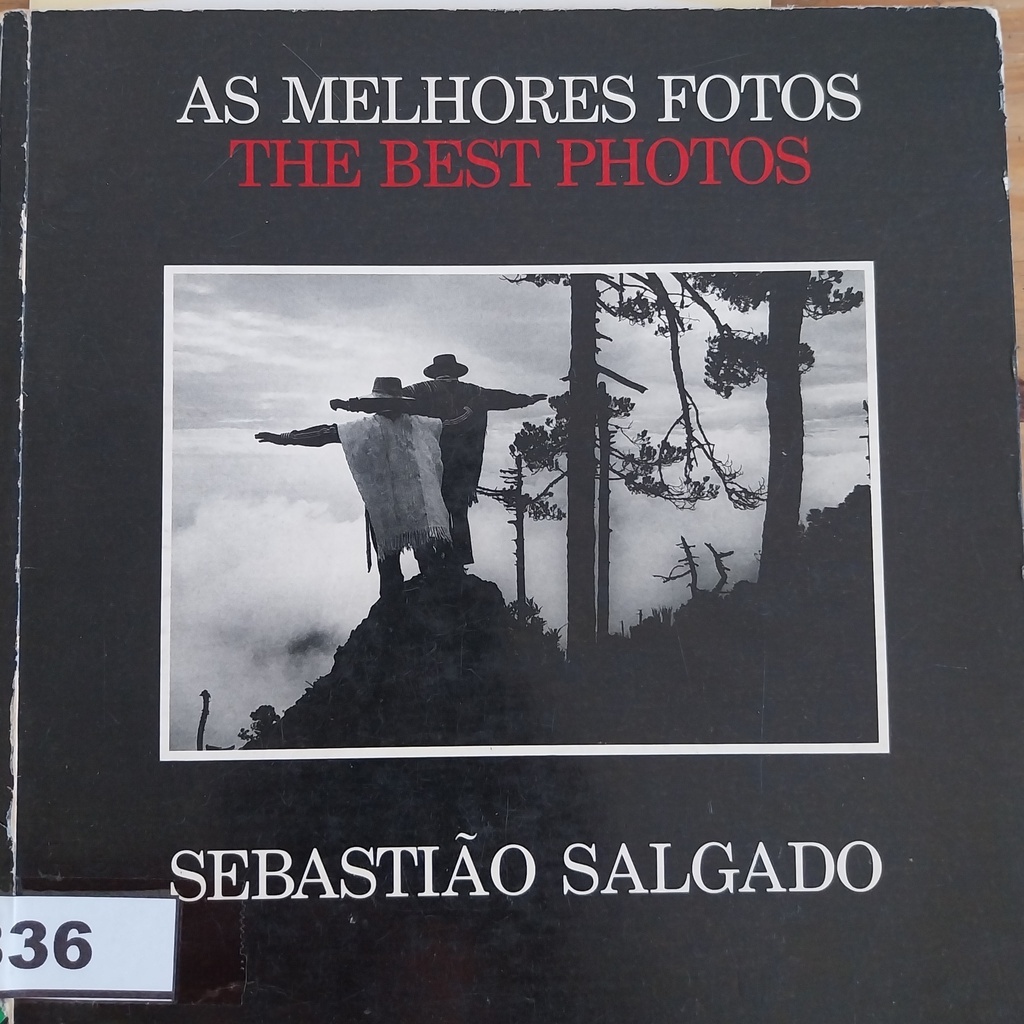 AS MELHORES FOTOS
THE BEST PHOTOS
SEBASTIÃO SALGADO
36